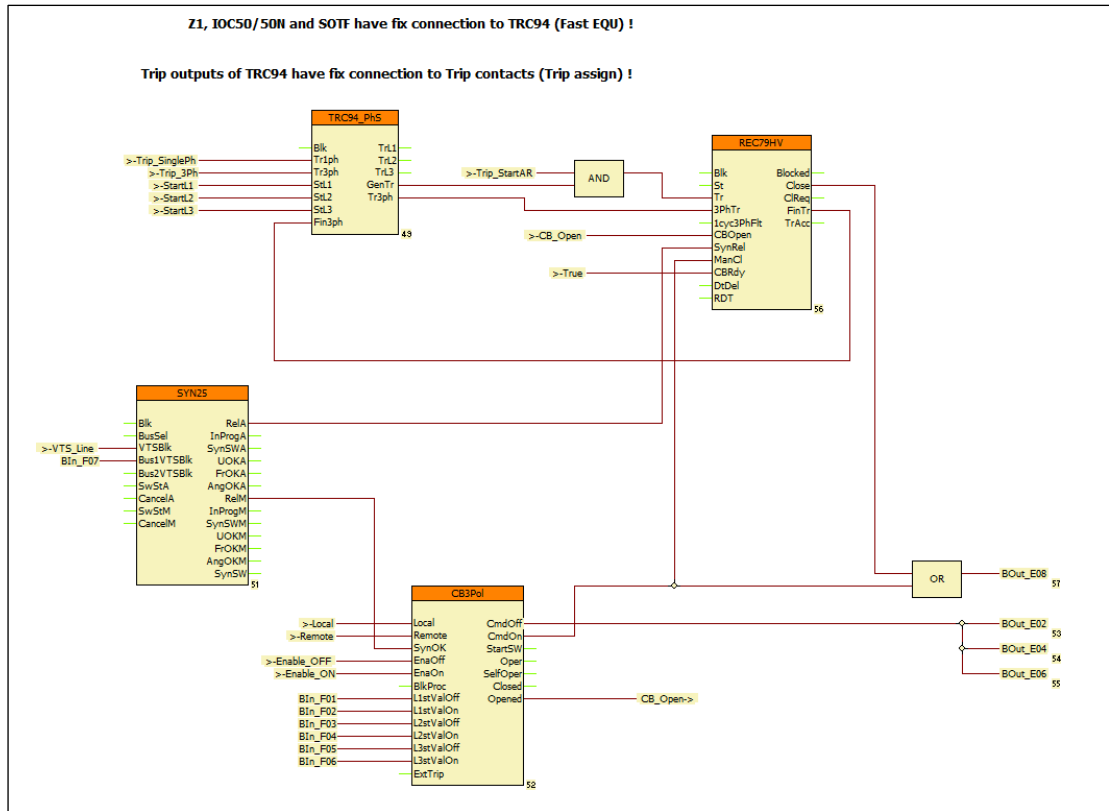 Z1, IOC50/50N and SOTF have fix connection to TRC94 (Fast EQU) !
Trip outputs of TRC94 have fix connection to Trip contacts (Trip assign) !
TRC94_PhS
Blk
Tr1ph
Tr3ph
StL1
StL2
StL3
Fin3ph
TrL1
TrL2
TrL3
GenTr
Tr3ph
49
>-Trip_SinglePh
>-Trip_3Ph
>-StartL1
>-StartL2
>-StartL3
>-Trip_StartAR
AND
REC79HV
Blk
St
Tr
3PhTr
1cyc3PhFlt
CBOpen
SynRel
ManCl
CBRdy
DtDel
RDT
Blocked
Close
ClReq
FinTr
TrAcc
56
>-CB_Open
>-True
SYN25
Blk
BusSel
VTSBlk
Bus1VTSBlk
Bus2VTSBlk
SwStA
CancelA
SwStM
CancelM
RelA
InProgA
SynSWA
UOKA
FrOKA
AngOKA
RelM
InProgM
SynSWM
UOKM
FrOKM
AngOKM
SynSW
51
>-VTS_Line
BIn_F07
CB3Pol
Local
Remote
SynOK
EnaOff
EnaOn
BlkProc
L1stValOff
L1stValOn
L2stValOff
L2stValOn
L3stValOff
L3stValOn
ExtTrip
CmdOff
CmdOn
StartSW
Oper
SelfOper
Closed
Opened
52
>-Local
>-Remote
>-Enable_OFF
>-Enable_ON
BIn_F01
BIn_F02
BIn_F03
BIn_F04
BIn_F05
BIn_F06
CB_Open->
OR
BOut_E08
57
BOut_E02
53
BOut_E04
54
BOut_E06
55